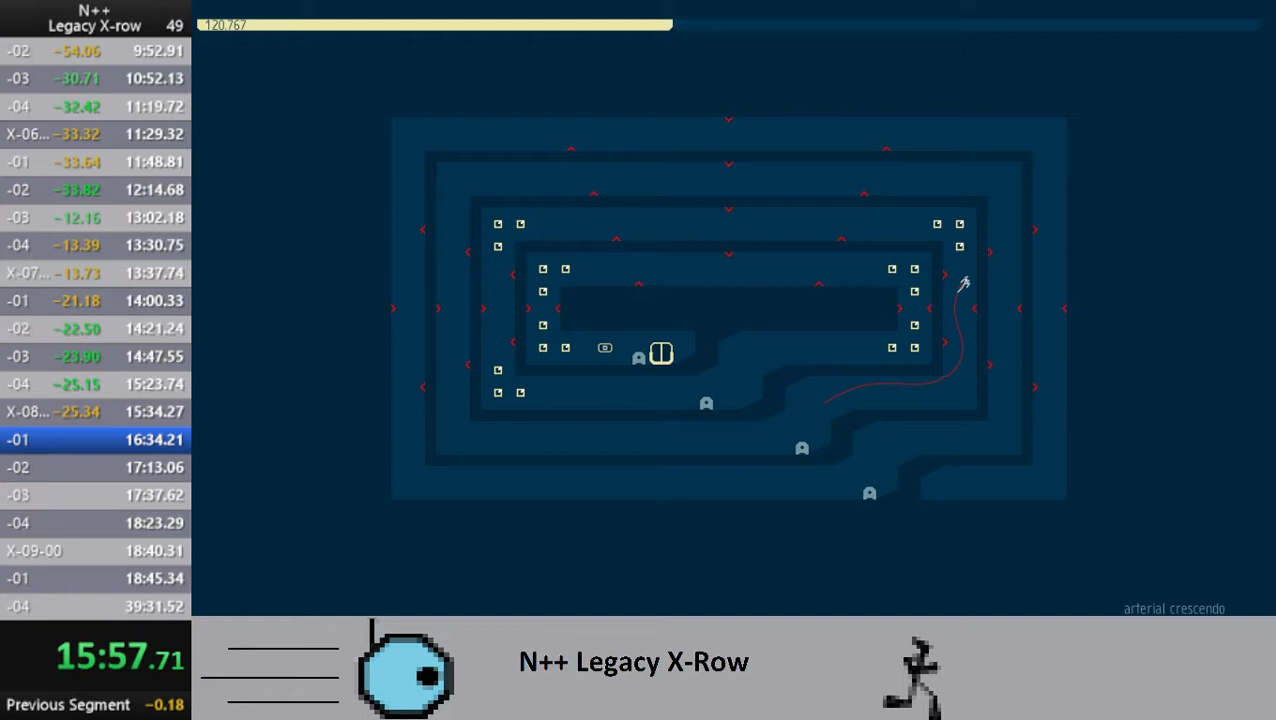 N++
Legacy X-row 49
-02 -54.06 9:52.91
-03 -30.71 10:52.13
-04 -32.42 11:19.72
X-06... -33.32 11:29.32
-01 -33.64 11:48.81
-02 -33.82 12:14.68
-03 -12.16 13:02.18
-04 -13.39 13:30.75
X-07... -13.73 13:37.74
-01 -21.18 14:00.33
-02 -22.50 14:21.24
-03 -23.90 14:47.55
-04 -25.15 15:23.74
X-08... -25.34 15:34.27
-01 16:34.21
-02 17:13.06
-03 17:37.62
-04 18:23.29
X-09-00 18:40.31
-01 18:45.34
-04 39:31.52
15:57.71
Previous Segment -0.18
120.767
arterial crescendo
N++ Legacy X-Row